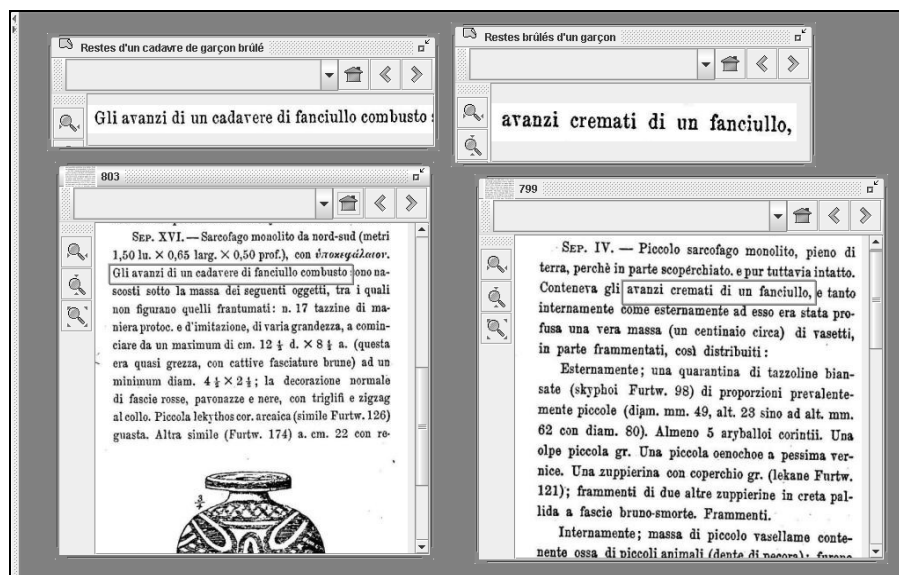 Restes d'un cadavre de garçon brûlé
Gli avanzi di un cadavere di fanciullo combusto
803
SEP. XVI. — Sarcofago monolito da nord-sud (metri
1,50 lu. × 0,65 larg. × 0,50 prof.), con ὑποκεφάλαιον.
Gli avanzi di un cadavere di fanciullo combusto sono na-
scosti sotto la massa dei seguenti oggetti, tra i quali
non figurano quelli frantumati: n. 17 tazzine di ma-
niera protoc. e d'imitazione, di varia grandezza, a comin-
ciare da un maximum di cm. 12 ½ d. × 8 ½ a. (questa
era quasi grezza, con cattive fasciature brune) ad un
minimum diam. 4 ½ × 2 ½; la decorazione normale
di fascie rosse, pavonazze e nere, con triglifi e zigzag
al collo. Piccola lekythos cor. arcaica (simile Furtw. 126)
guasta. Altra simile (Furtw. 174) a. cm. 22 con re-
Restes brûlés d'un garçon
avanzi cremati di un fanciullo,
799
SEP. IV. — Piccolo sarcofago monolito, pieno di
terra, perchè in parte scopérchiato. e pur tuttavia intatto.
Conteneva gli avanzi cremati di un fanciullo, e tanto
internamente come esternamente ad esso era stata pro-
fusa una vera massa (un centinaio circa) di vasetti,
in parte frammentati, così distribuiti:
Esternamente; una quarantina di tazzoline bian-
sate (skyphoi Furtw. 98) di proporzioni prevalente-
mente piccole (diam. mm. 49, alt. 23 sino ad alt. mm.
62 con diam. 80). Almeno 5 aryballoi corintii. Una
olpe piccola gr. Una piccola oenochoe a pessima ver-
nice. Una zuppierina con coperchio gr. (lekane Furtw.
121); frammenti di due altre zuppierine in creta pal-
lida a fascie bruno-smorte. Frammenti.
Internamente; massa di piccolo vasellame conte-
nente ossa di piccoli animali (dente di pecora); furono